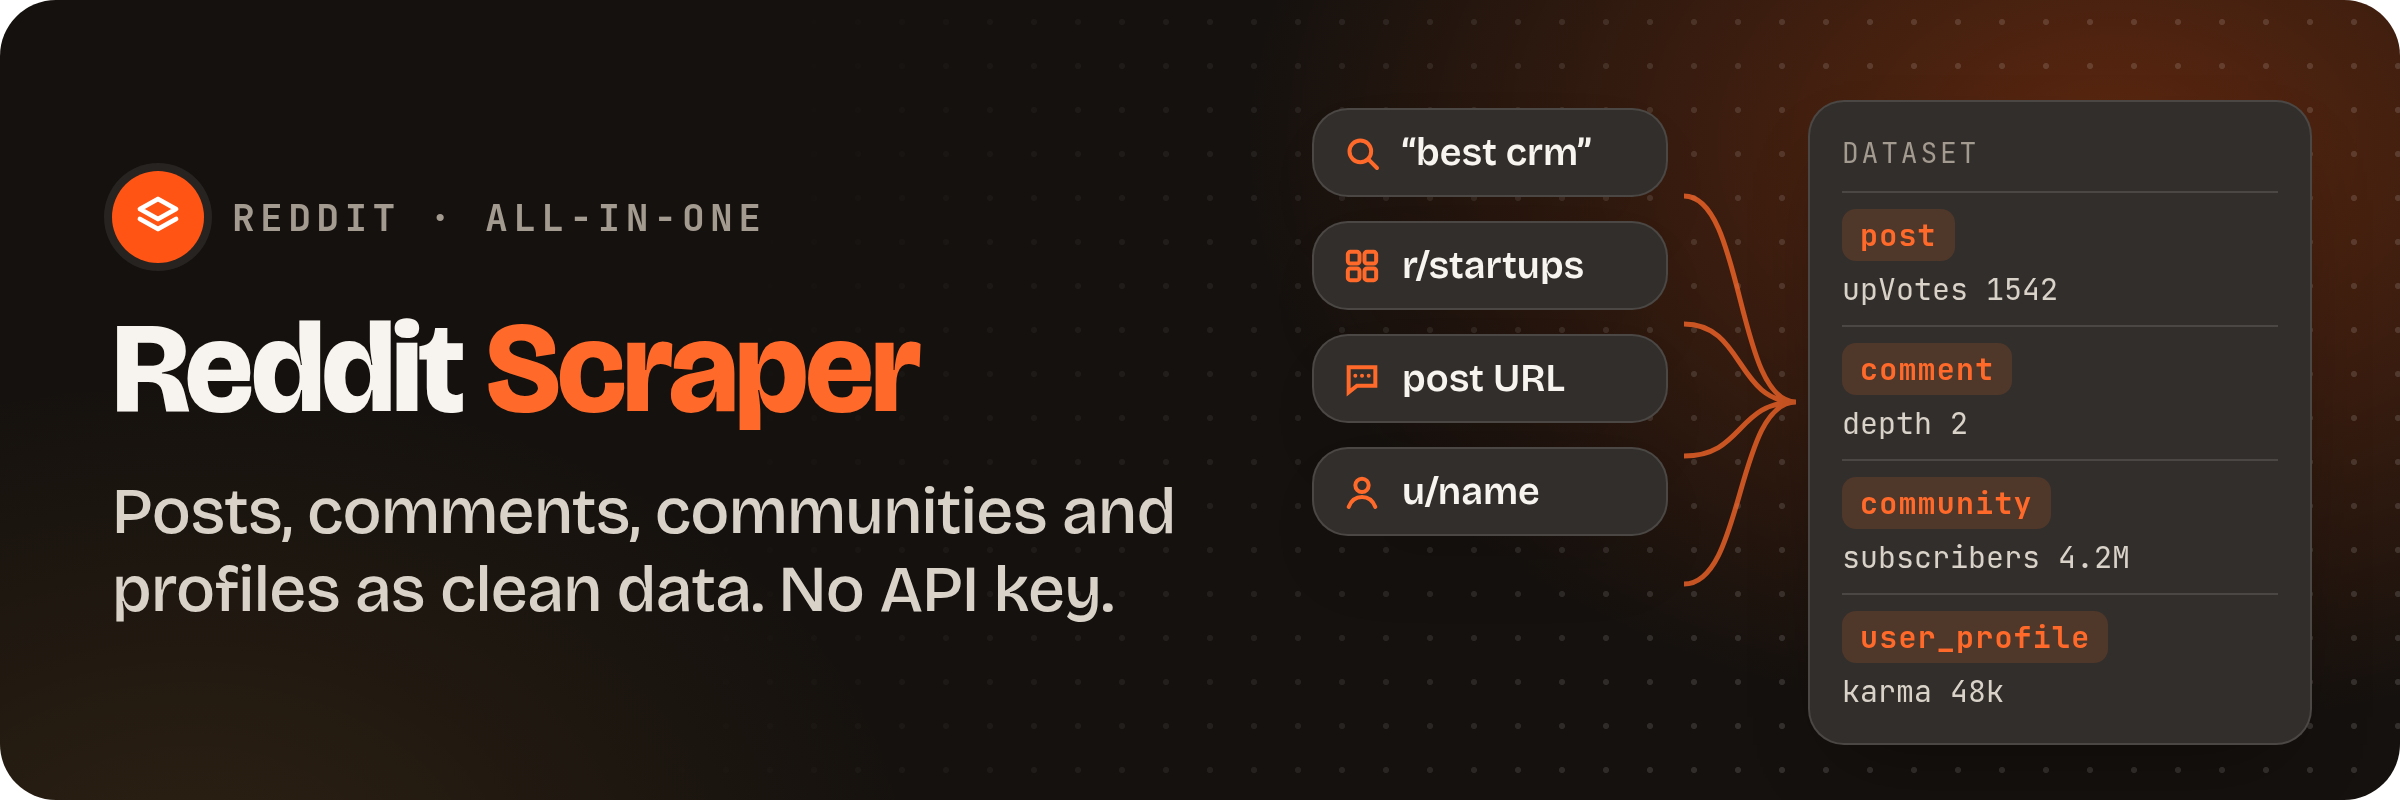 REDDIT · ALL-IN-ONE
Reddit Scraper
Posts, comments, communities and
profiles as clean data. No API key.
“best crm”
r/startups
post URL
u/name
DATASET
post
upVotes 1542
comment
depth 2
community
subscribers 4.2M
user_profile
karma 48k